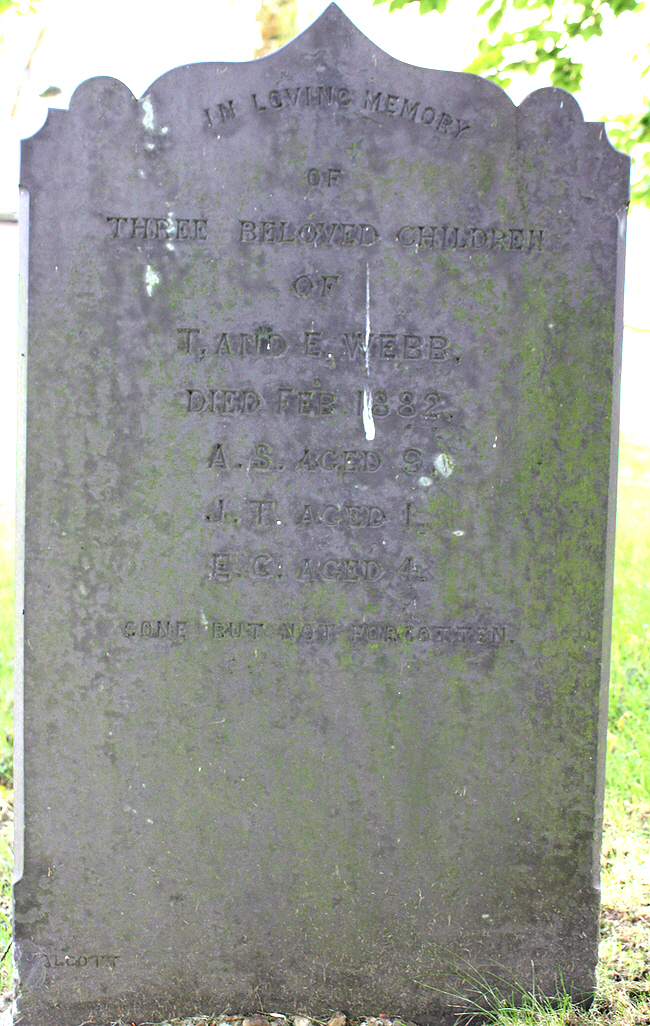 IN LOVING MEMORY
OF
THREE BELOVED CHILDREN
OF
T. AND E. WEBB.
DIED FEB. 1882.
A. S. AGED 9.
J. T. AGED 1.
E. C. AGED 4.
GONE BUT NOT FORGOTTEN.